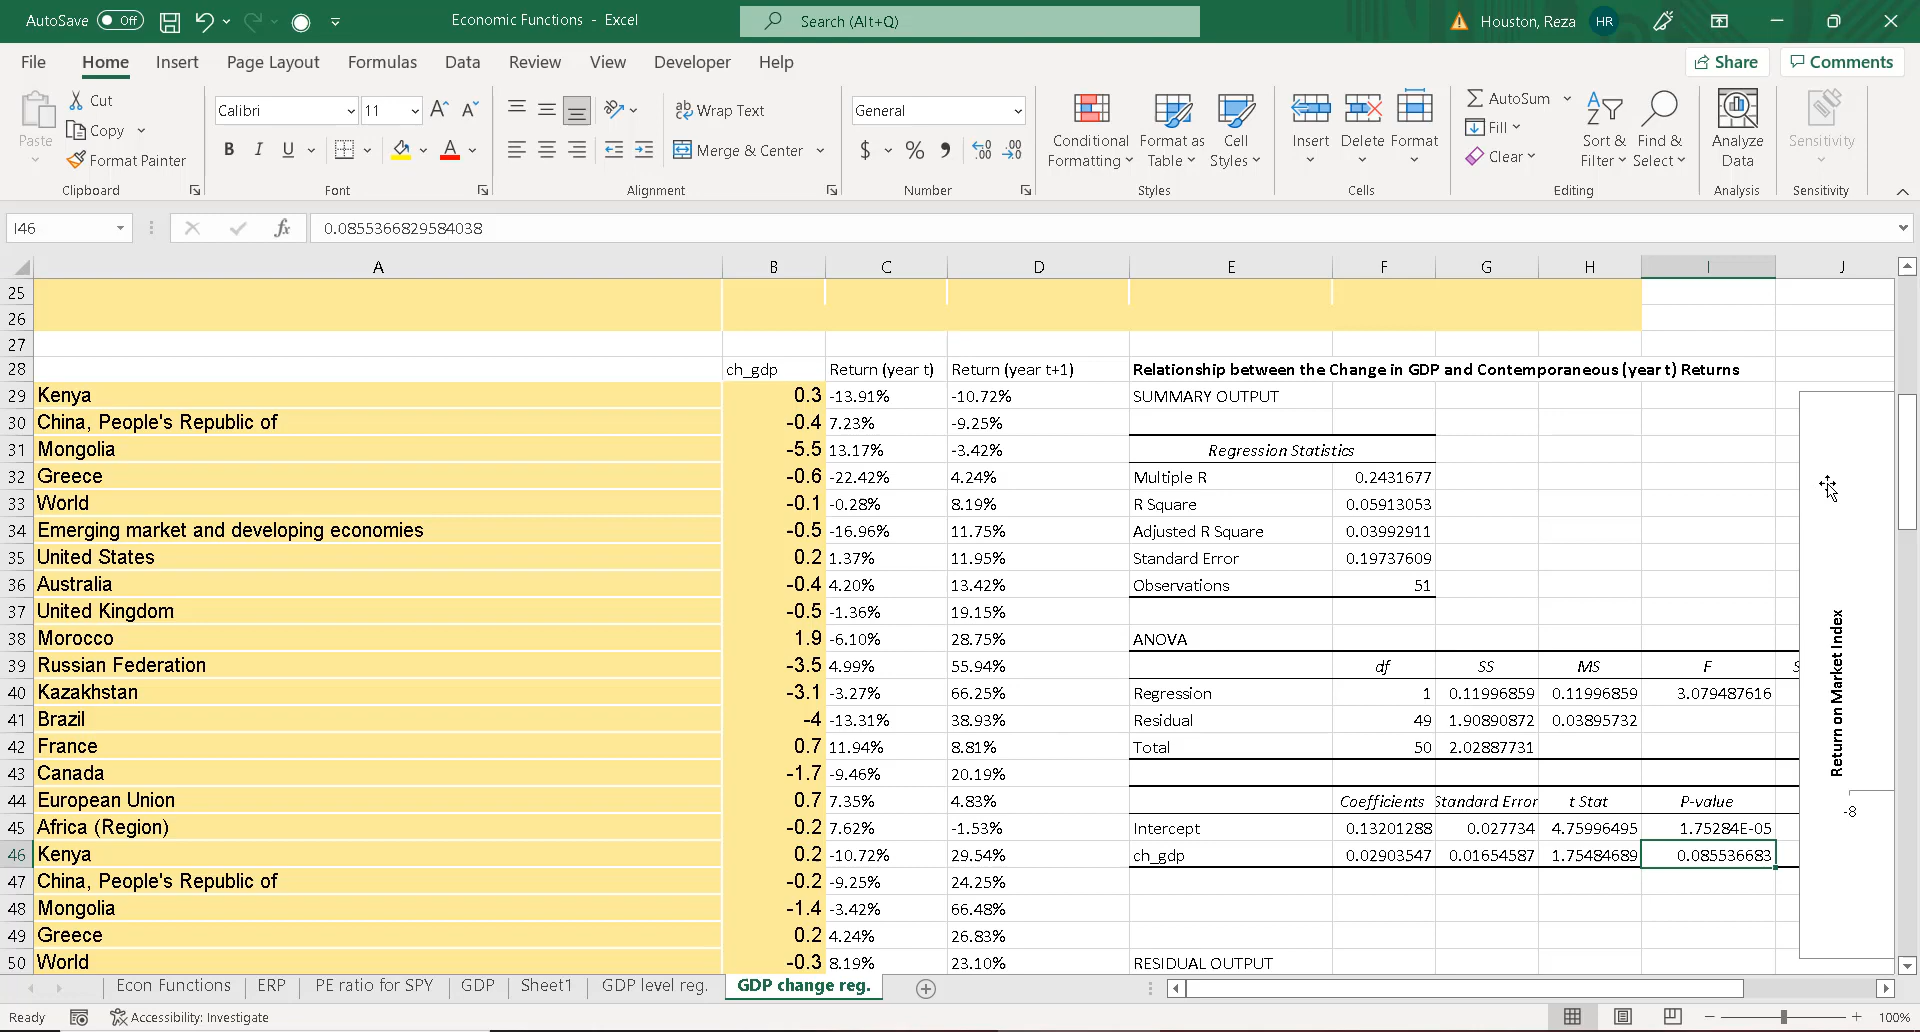 AutoSave Off Economic Functions - Excel Search (Alt+Q) Houston, Reza HR
File Home Insert Page Layout Formulas Data Review View Developer Help Share Comments
Paste Cut Copy Format Painter Clipboard
Calibri 11 B I U A Font
Wrap Text Merge & Center Alignment
General $ % Number
Conditional Formatting Format as Table Cell Styles Styles
Insert Delete Format Cells
AutoSum Fill Clear Sort & Filter Find & Select Editing
Analyze Data Analysis
Sensitivity Sensitivity
I46 fx 0.0855366829584038
A B C D E F G H I J
25
26
27
28 ch_gdp Return (year t) Return (year t+1) Relationship between the Change in GDP and Contemporaneous (year t) Returns
29 Kenya 0.3 -13.91% -10.72% SUMMARY OUTPUT
30 China, People's Republic of -0.4 7.23% -9.25%
31 Mongolia -5.5 13.17% -3.42% Regression Statistics
32 Greece -0.6 -22.42% 4.24% Multiple R 0.2431677
33 World -0.1 -0.28% 8.19% R Square 0.05913053
34 Emerging market and developing economies -0.5 -16.96% 11.75% Adjusted R Square 0.03992911
35 United States 0.2 1.37% 11.95% Standard Error 0.19737609
36 Australia -0.4 4.20% 13.42% Observations 51
37 United Kingdom -0.5 -1.36% 19.15%
38 Morocco 1.9 -6.10% 28.75% ANOVA
39 Russian Federation -3.5 4.99% 55.94% df SS MS F S
40 Kazakhstan -3.1 -3.27% 66.25% Regression 1 0.11996859 0.11996859 3.079487616
41 Brazil -4 -13.31% 38.93% Residual 49 1.90890872 0.03895732
42 France 0.7 11.94% 8.81% Total 50 2.02887731
43 Canada -1.7 -9.46% 20.19%
44 European Union 0.7 7.35% 4.83% Coefficients Standard Error t Stat P-value
45 Africa (Region) -0.2 7.62% -1.53% Intercept 0.13201288 0.027734 4.75996495 1.75284E-05
46 Kenya 0.2 -10.72% 29.54% ch_gdp 0.02903547 0.01654587 1.75484689 0.085536683
47 China, People's Republic of -0.2 -9.25% 24.25%
48 Mongolia -1.4 -3.42% 66.48%
49 Greece 0.2 4.24% 26.83%
50 World -0.3 8.19% 23.10% RESIDUAL OUTPUT
Return on Market Index
-8
Econ Functions ERP PE ratio for SPY GDP Sheet1 GDP level reg. GDP change reg.
Ready Accessibility: Investigate 100%